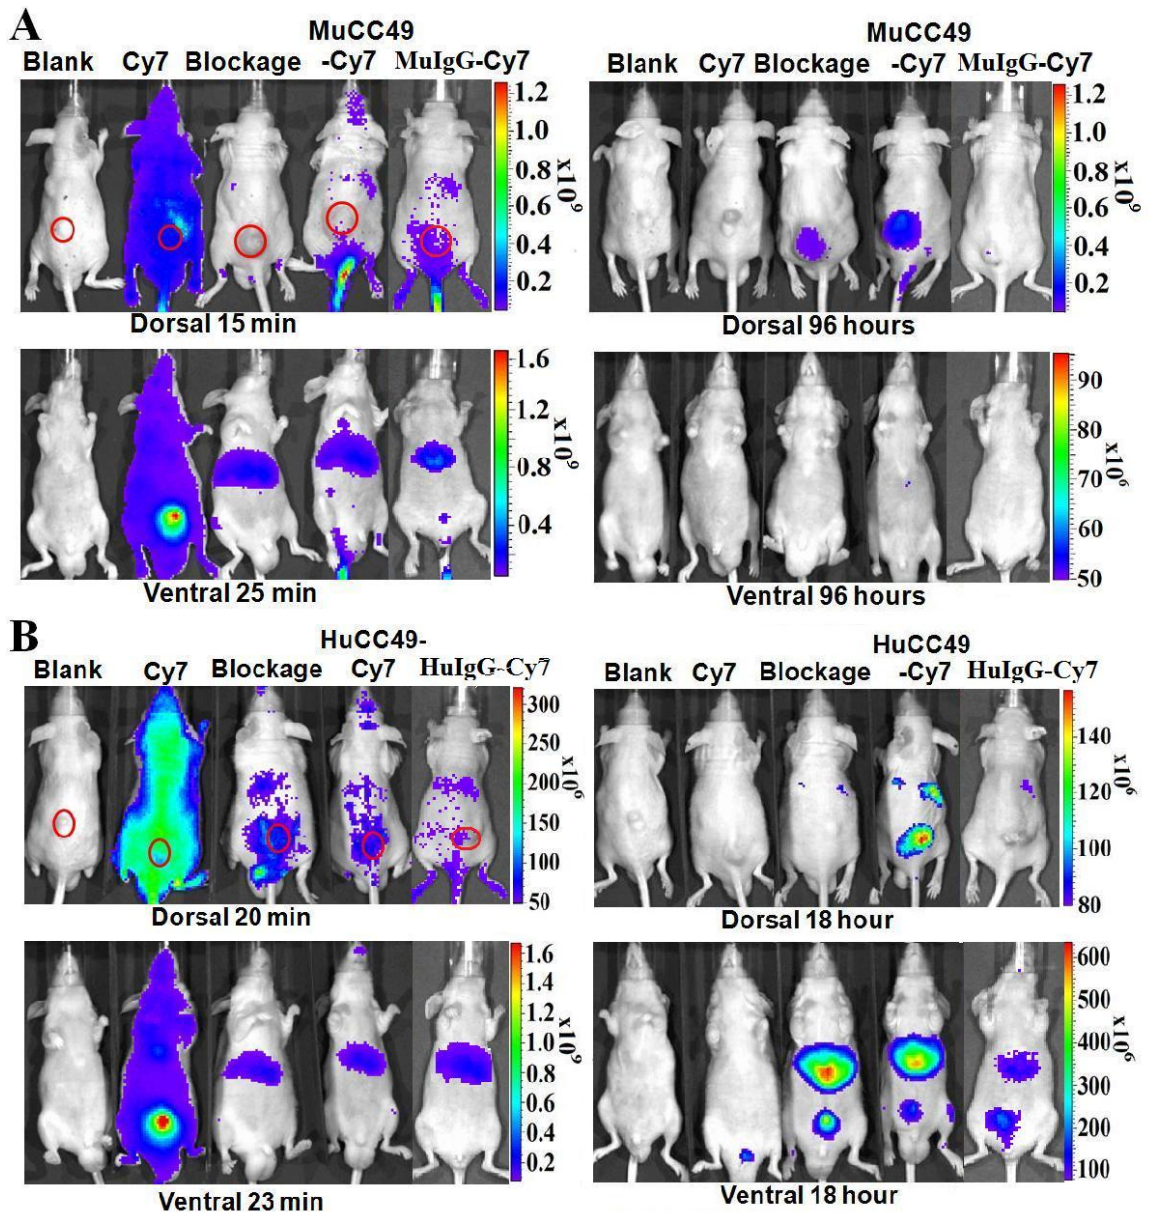 A
MuCC49
Blank Cy7 Blockage -Cy7 MuIgG-Cy7
1.2
1.0
0.8
0.6
0.4
0.2
x10^9
Dorsal 15 min
MuCC49
Blank Cy7 Blockage -Cy7 MuIgG-Cy7
1.2
1.0
0.8
0.6
0.4
0.2
x10^9
Dorsal 96 hours
1.6
1.2
0.8
0.4
x10^9
Ventral 25 min
90
80
70
60
50
x10^6
Ventral 96 hours
B
HuCC49-
Blank Cy7 Blockage Cy7 HuIgG-Cy7
300
250
200
150
100
50
x10^6
Dorsal 20 min
HuCC49
Blank Cy7 Blockage -Cy7 HuIgG-Cy7
140
120
100
80
x10^6
Dorsal 18 hour
1.6
1.4
1.2
1.0
0.8
0.6
0.4
0.2
x10^9
Ventral 23 min
600
500
400
300
200
100
x10^6
Ventral 18 hour